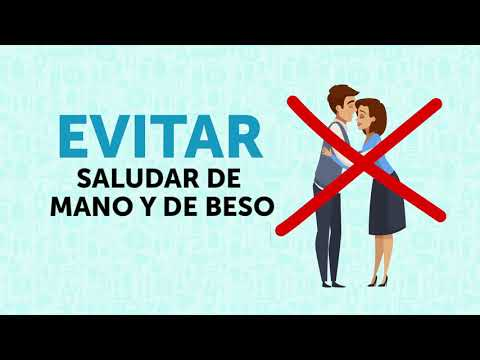 EVITAR
SALUDAR DE
MANO Y DE BESO